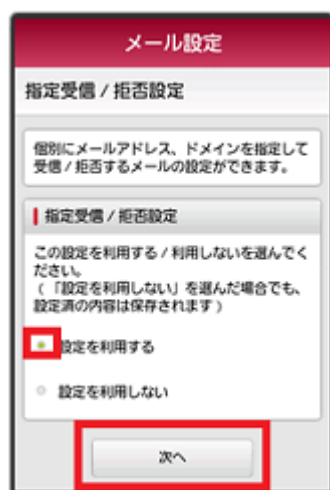 メール設定
指定受信 / 拒否設定
個別にメールアドレス、ドメインを指定して
受信 / 拒否するメールの設定ができます。
指定受信 / 拒否設定
この設定を利用する / 利用しないを選んでく
ださい。
( 「設定を利用しない」を選んだ場合でも、
設定済の内容は保存されます )
設定を利用する
設定を利用しない
次へ